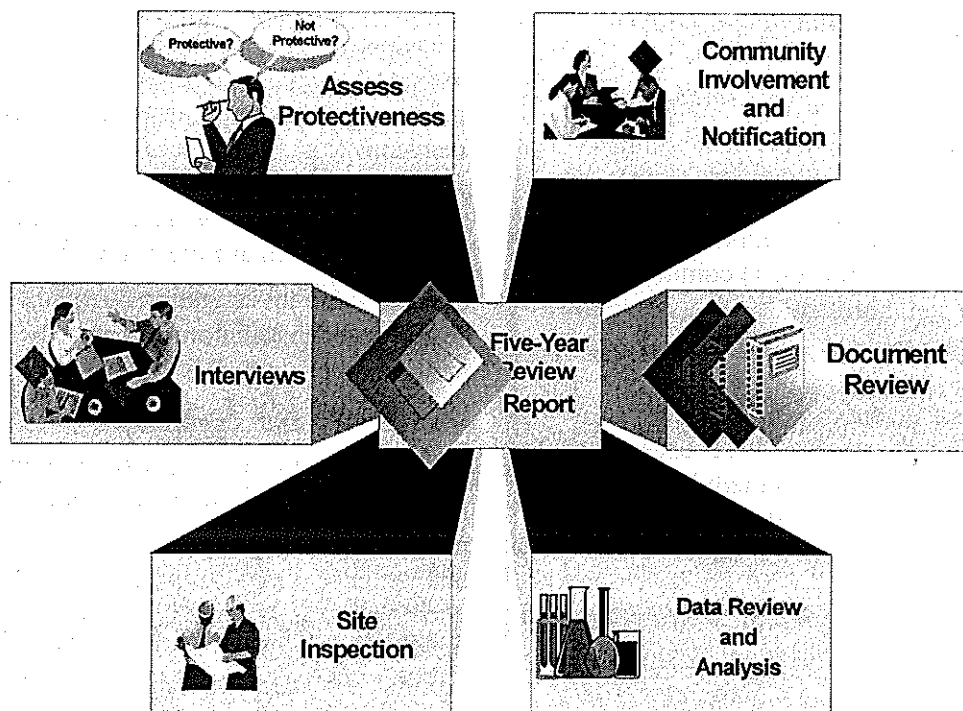 Protective?
Not
Protective?
Assess
Protectiveness
Community
Involvement
and
Notification
Interviews
Five-Year
Review
Report
Document
Review
Site
Inspection
Data Review
and
Analysis